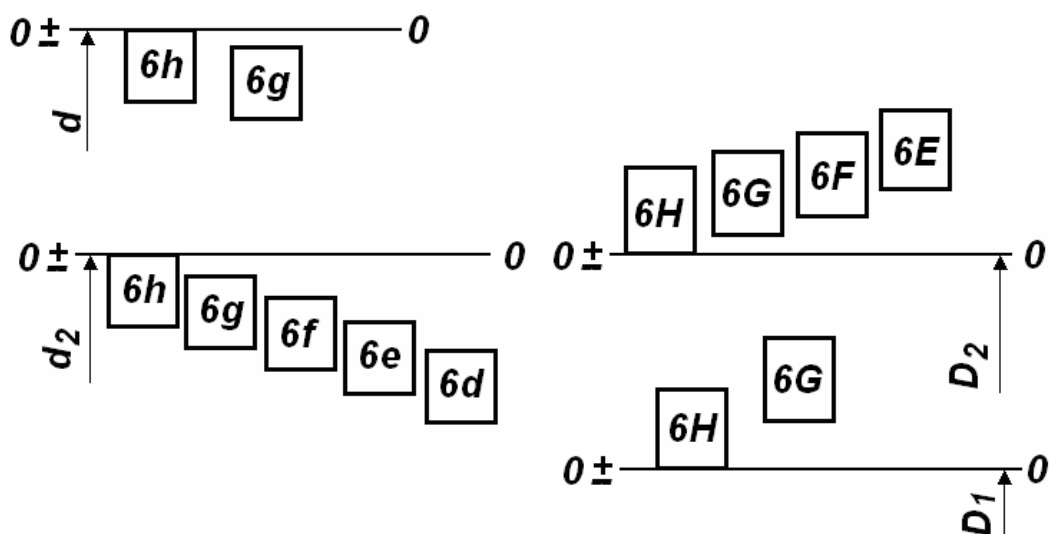 0 ± 0
6h 6g
d
0 ± 0
6h 6g 6f 6e 6d
d2
6H 6G 6F 6E
0 ± 0
D2
6H 6G
0 ± 0
D1